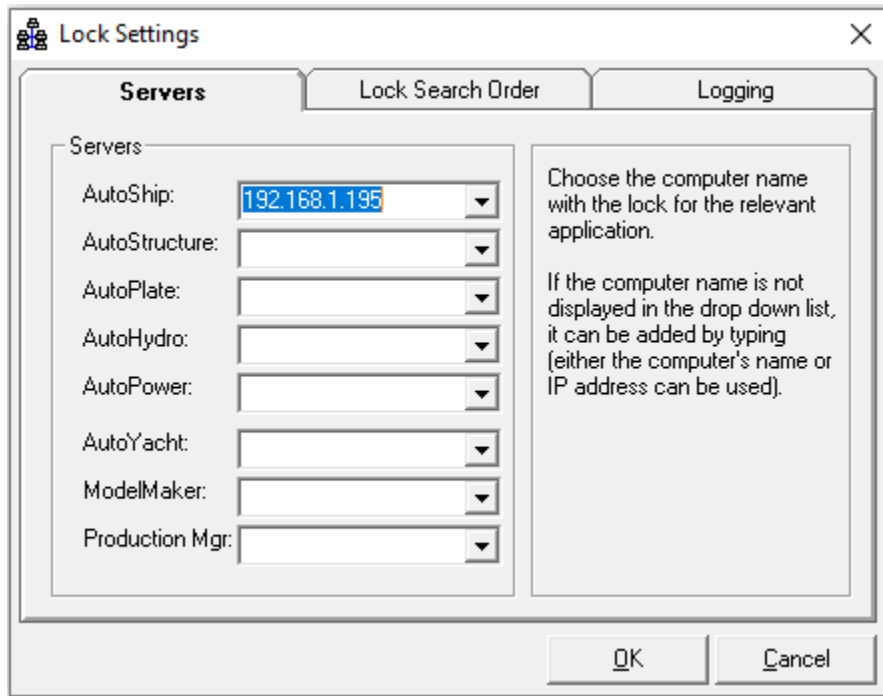 Lock Settings
Servers
Lock Search Order
Logging
Servers
AutoShip:
192.168.1.195
AutoStructure:
AutoPlate:
AutoHydro:
AutoPower:
AutoYacht:
ModelMaker:
Production Mgr:
Choose the computer name
with the lock for the relevant
application.
If the computer name is not
displayed in the drop down list,
it can be added by typing
(either the computer's name or
IP address can be used).
OK
Cancel